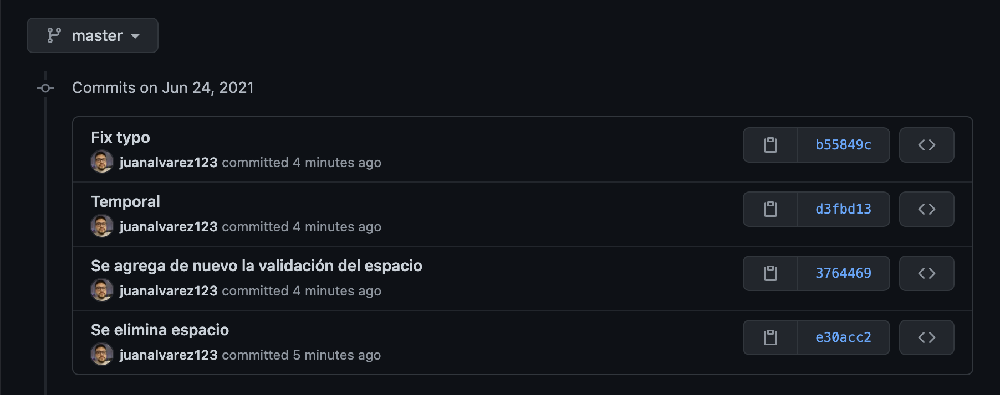 master
Commits on Jun 24, 2021
Fix typo
b55849c
juanalvarez123 committed 4 minutes ago
Temporal
d3fbd13
juanalvarez123 committed 4 minutes ago
Se agrega de nuevo la validación del espacio
3764469
juanalvarez123 committed 4 minutes ago
Se elimina espacio
e30acc2
juanalvarez123 committed 5 minutes ago